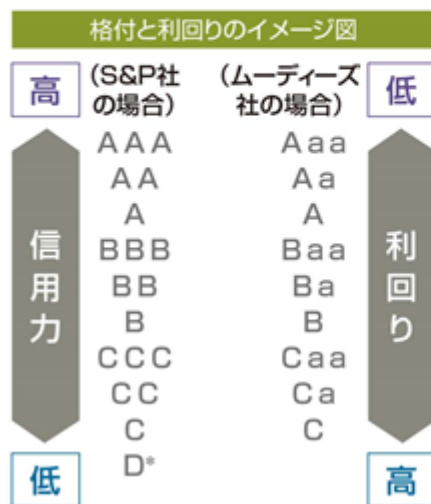 格付と利回りのイメージ図
高
(S&P社
の場合)
(ムーディーズ
社の場合)
低
AAA Aaa
AA Aa
A A
BBB Baa
BB Ba
B B
CCC Caa
CC Ca
C C
D*
信用力
利回り
低
高